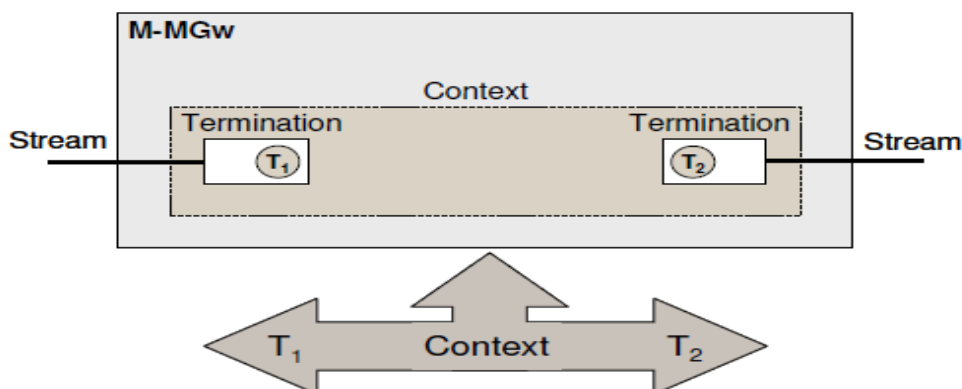 M-MGw
Context
Termination Termination
Stream Stream
T₁ T₂
T₁ Context T₂